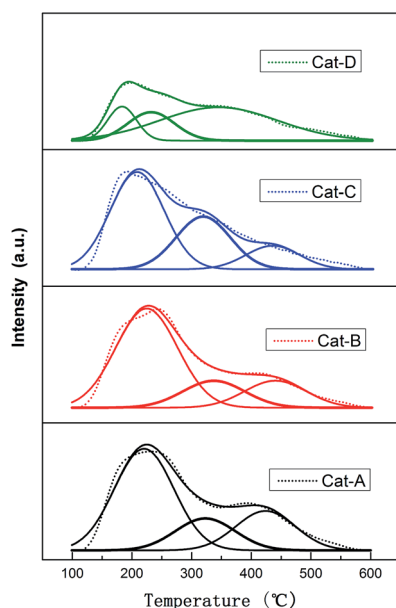 Cat-D
Cat-C
Cat-B
Cat-A
Intensity (a.u.)
100 200 300 400 500 600
Temperature (℃)